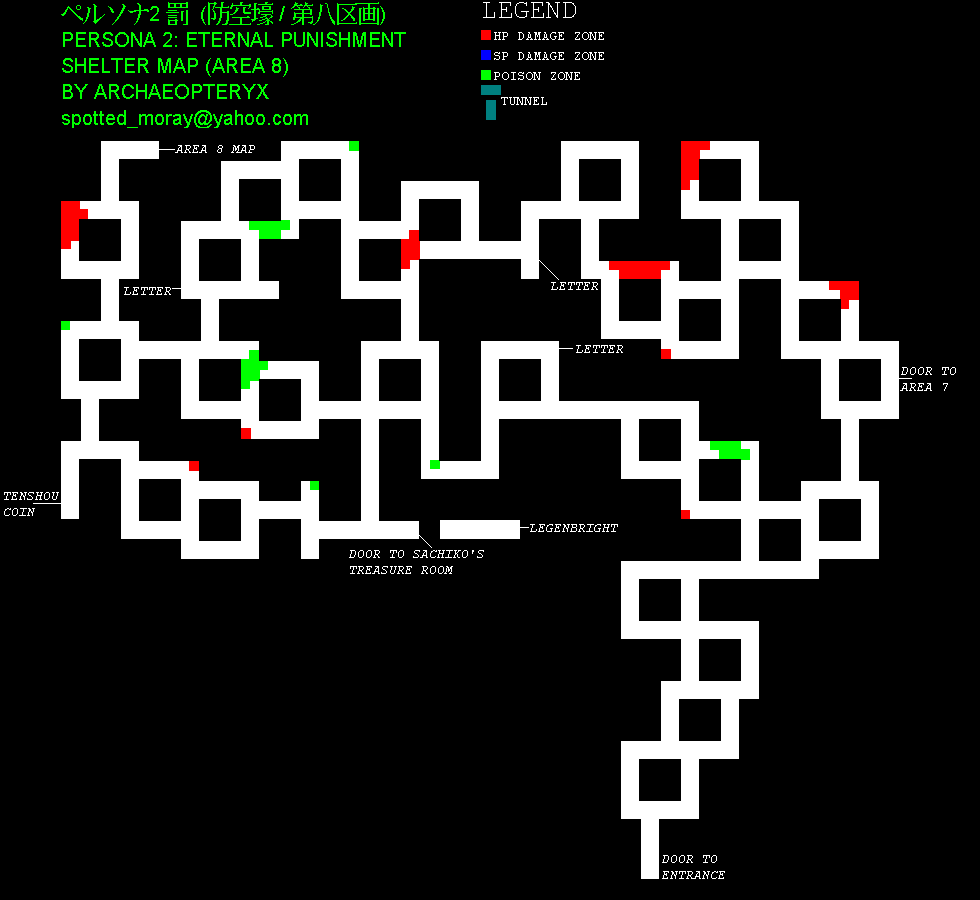 ペルソナ2 罰 (防空壕 / 第八区画)
PERSONA 2: ETERNAL PUNISHMENT
SHELTER MAP (AREA 8)
BY ARCHAEOPTERYX
spotted_moray@yahoo.com
LEGEND
HP DAMAGE ZONE
SP DAMAGE ZONE
POISON ZONE
TUNNEL
AREA 8 MAP
LETTER
LETTER
LETTER
DOOR TO
AREA 7
TENSHOU
COIN
LEGENBRIGHT
DOOR TO SACHIKO'S
TREASURE ROOM
DOOR TO
ENTRANCE